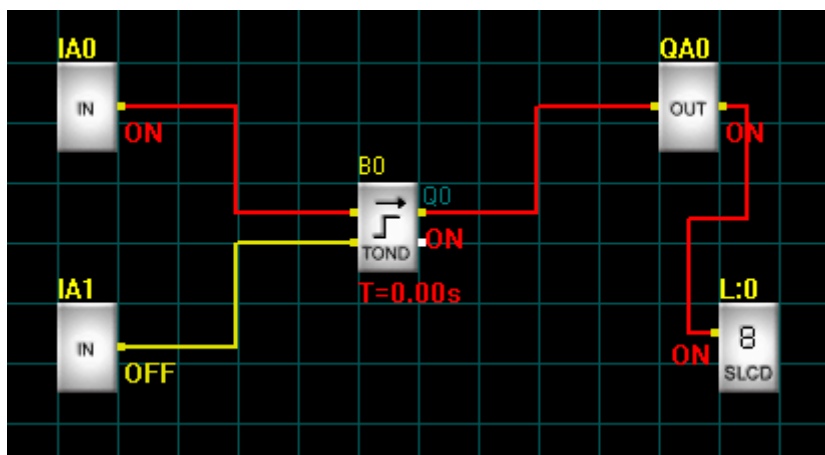 IA0
QA0
IN
OUT
ON
ON
B0
Q0
TOND
ON
T=0.00s
IA1
L:0
IN
8
OFF
ON
SLCD